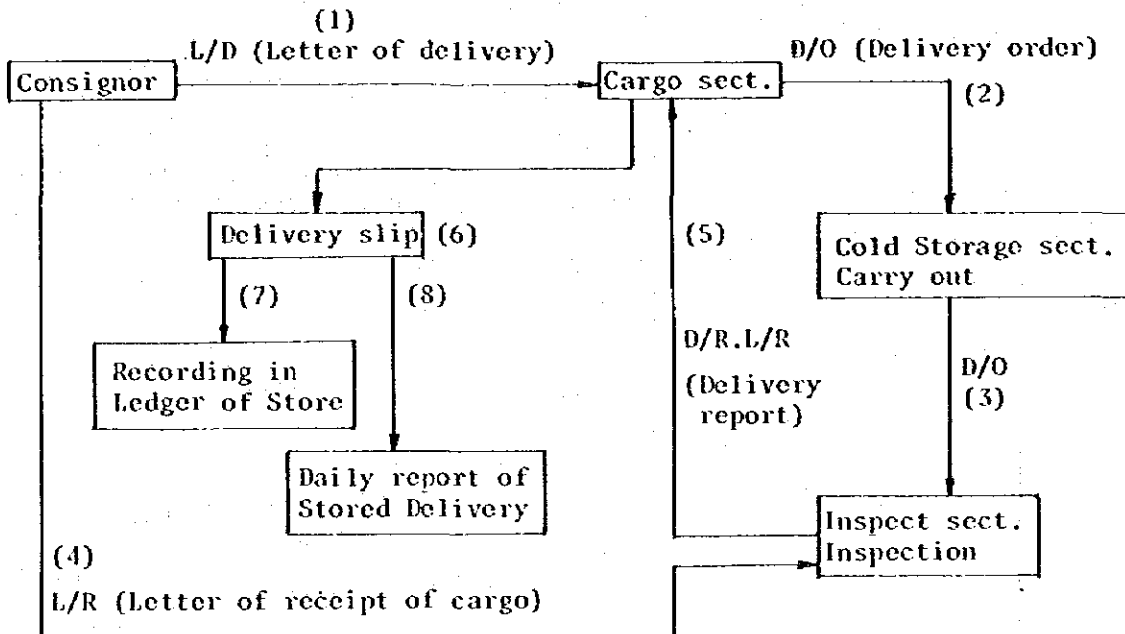 (1)
L/D (Letter of delivery)
D/O (Delivery order)
Consignor
Cargo sect.
(2)
Delivery slip
(6)
(5)
Cold Storage sect.
Carry out
(7)
(8)
D/R.L/R
(Delivery
report)
D/O
(3)
Recording in
Ledger of Store
Daily report of
Stored Delivery
Inspect sect.
Inspection
(4)
L/R (Letter of receipt of cargo)